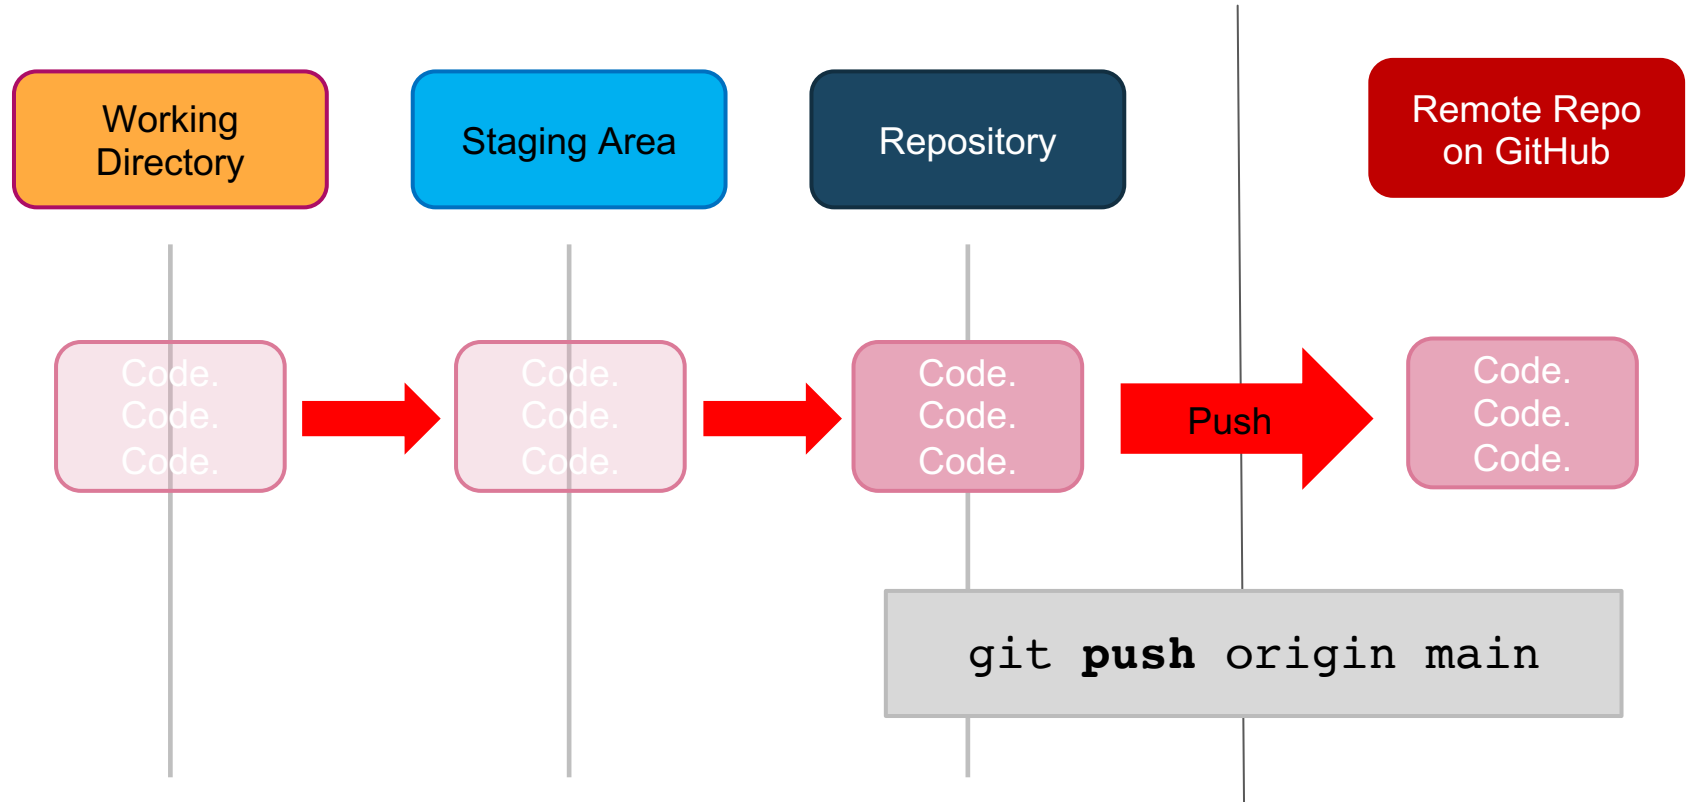 Working
Directory
Staging Area
Repository
Remote Repo
on GitHub
Code.
Code.
Code.
Code.
Code.
Code.
Code.
Code.
Code.
Push
Code.
Code.
Code.
git push origin main